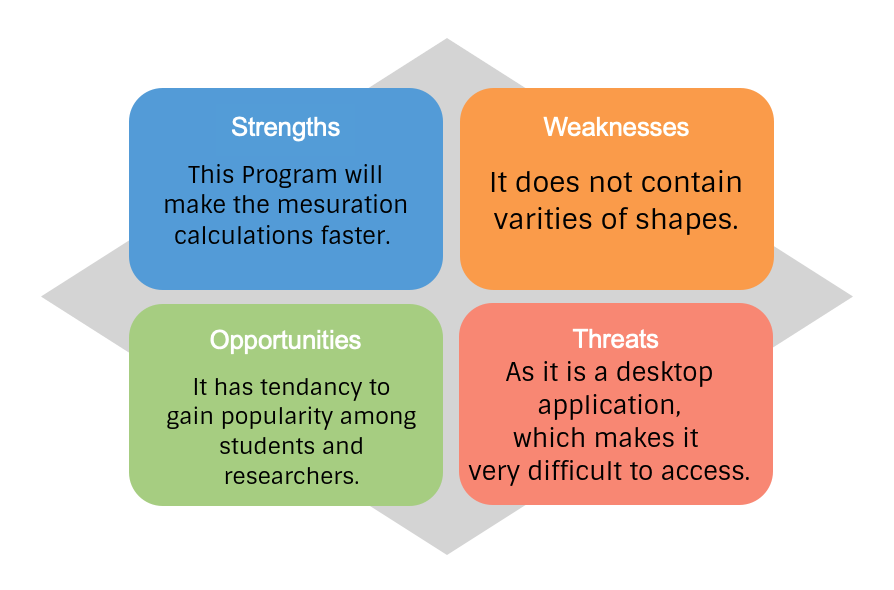 Strengths
This Program will
make the mesuration
calculations faster.
Weaknesses
It does not contain
varities of shapes.
Opportunities
It has tendancy to
gain popularity among
students and
researchers.
Threats
As it is a desktop
application,
which makes it
very difficult to access.